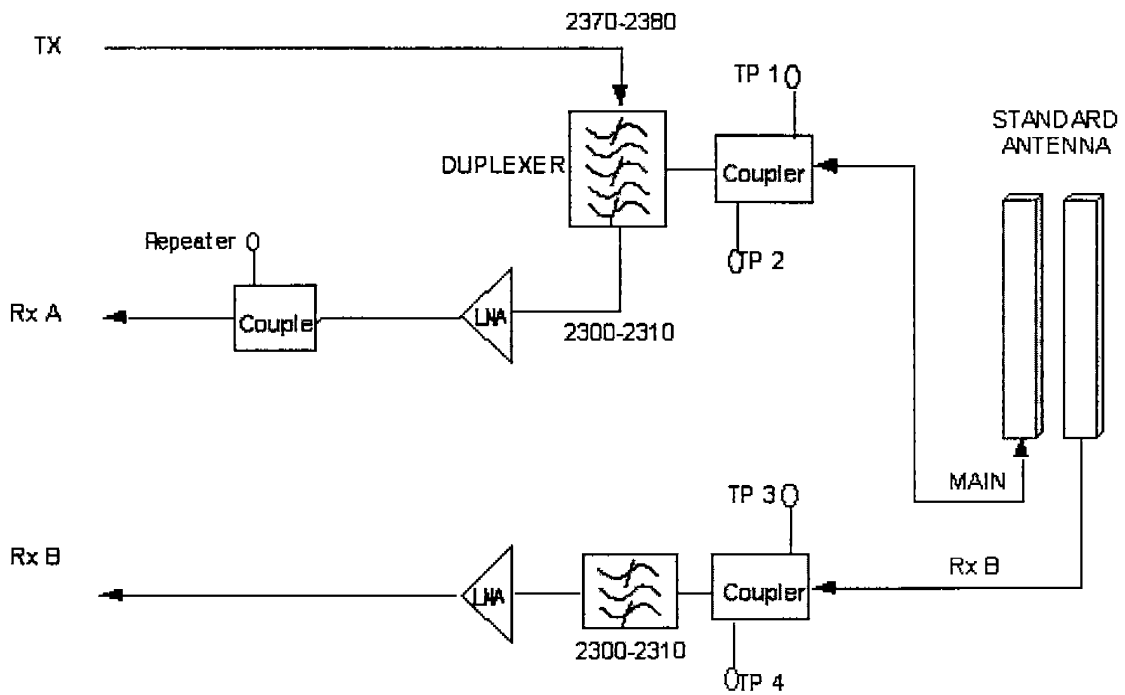 2370-2380
TX
TP 1
STANDARD
ANTENNA
DUPLEXER
Coupler
Repeater
TP 2
Rx A
Couple
LNA
2300-2310
MAIN
TP 3
Rx B
LNA
Coupler
Rx B
2300-2310
TP 4